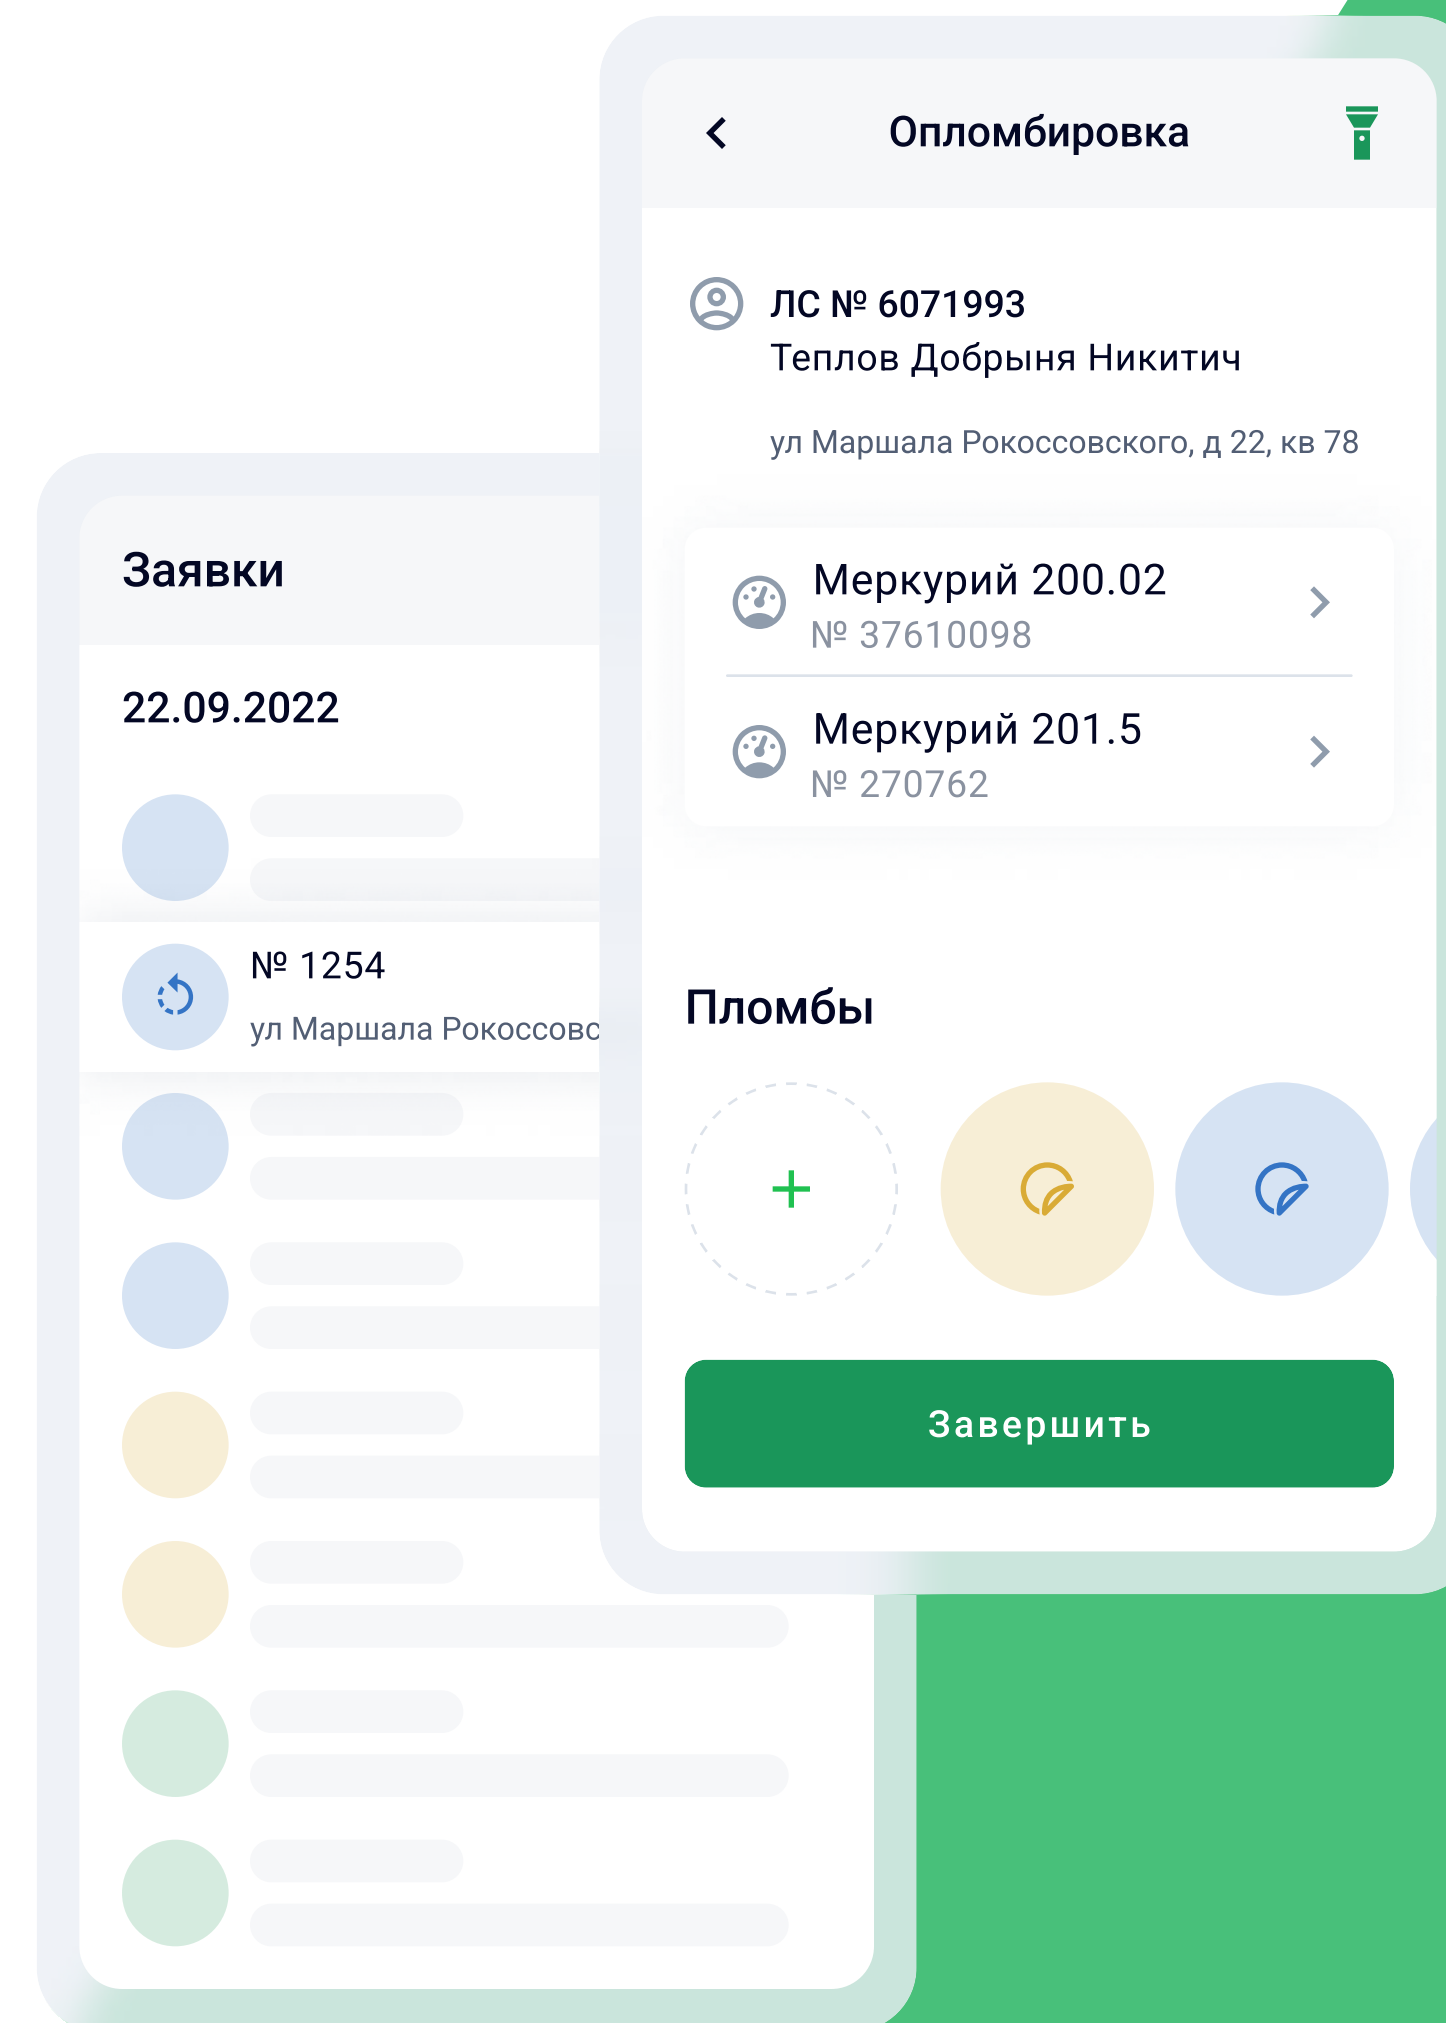 Опломбировка
ЛС № 6071993
Теплов Добрыня Никитич
ул Маршала Рокоссовского, д 22, кв 78
Меркурий 200.02
№ 37610098
Меркурий 201.5
№ 270762
Пломбы
Завершить
Заявки
22.09.2022
№ 1254
ул Маршала Рокоссовс